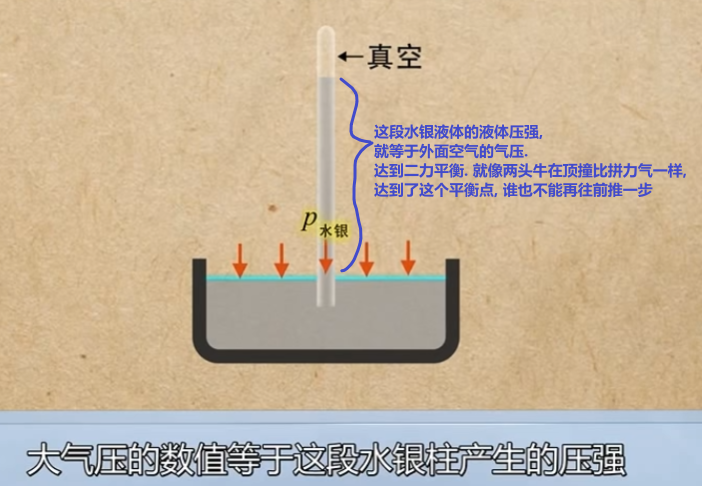 ←真空
这段水银液体的液体压强,
就等于外面空气的气压.
达到二力平衡. 就像两头牛在顶撞比拼力气一样,
达到了这个平衡点, 谁也不能再往前推一步
p水银
大气压的数值等于这段水银柱产生的压强